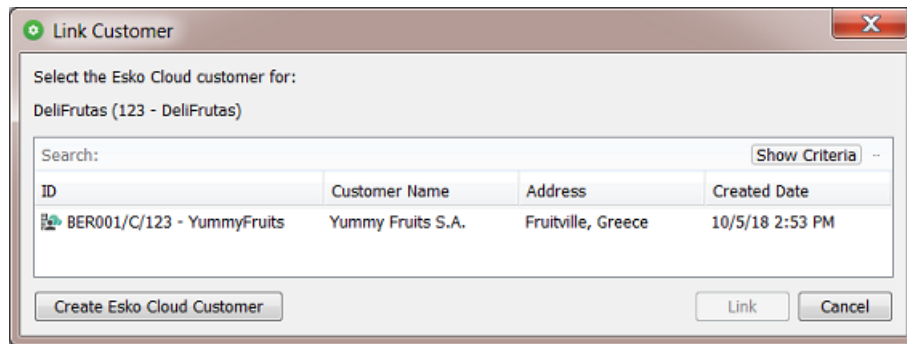 Link Customer
X
Select the Esko Cloud customer for:
DeliFrutas (123 - DeliFrutas)
Search: Show Criteria ··
ID Customer Name Address Created Date
BER001/C/123 - YummyFruits Yummy Fruits S.A. Fruitville, Greece 10/5/18 2:53 PM
Create Esko Cloud Customer Link Cancel